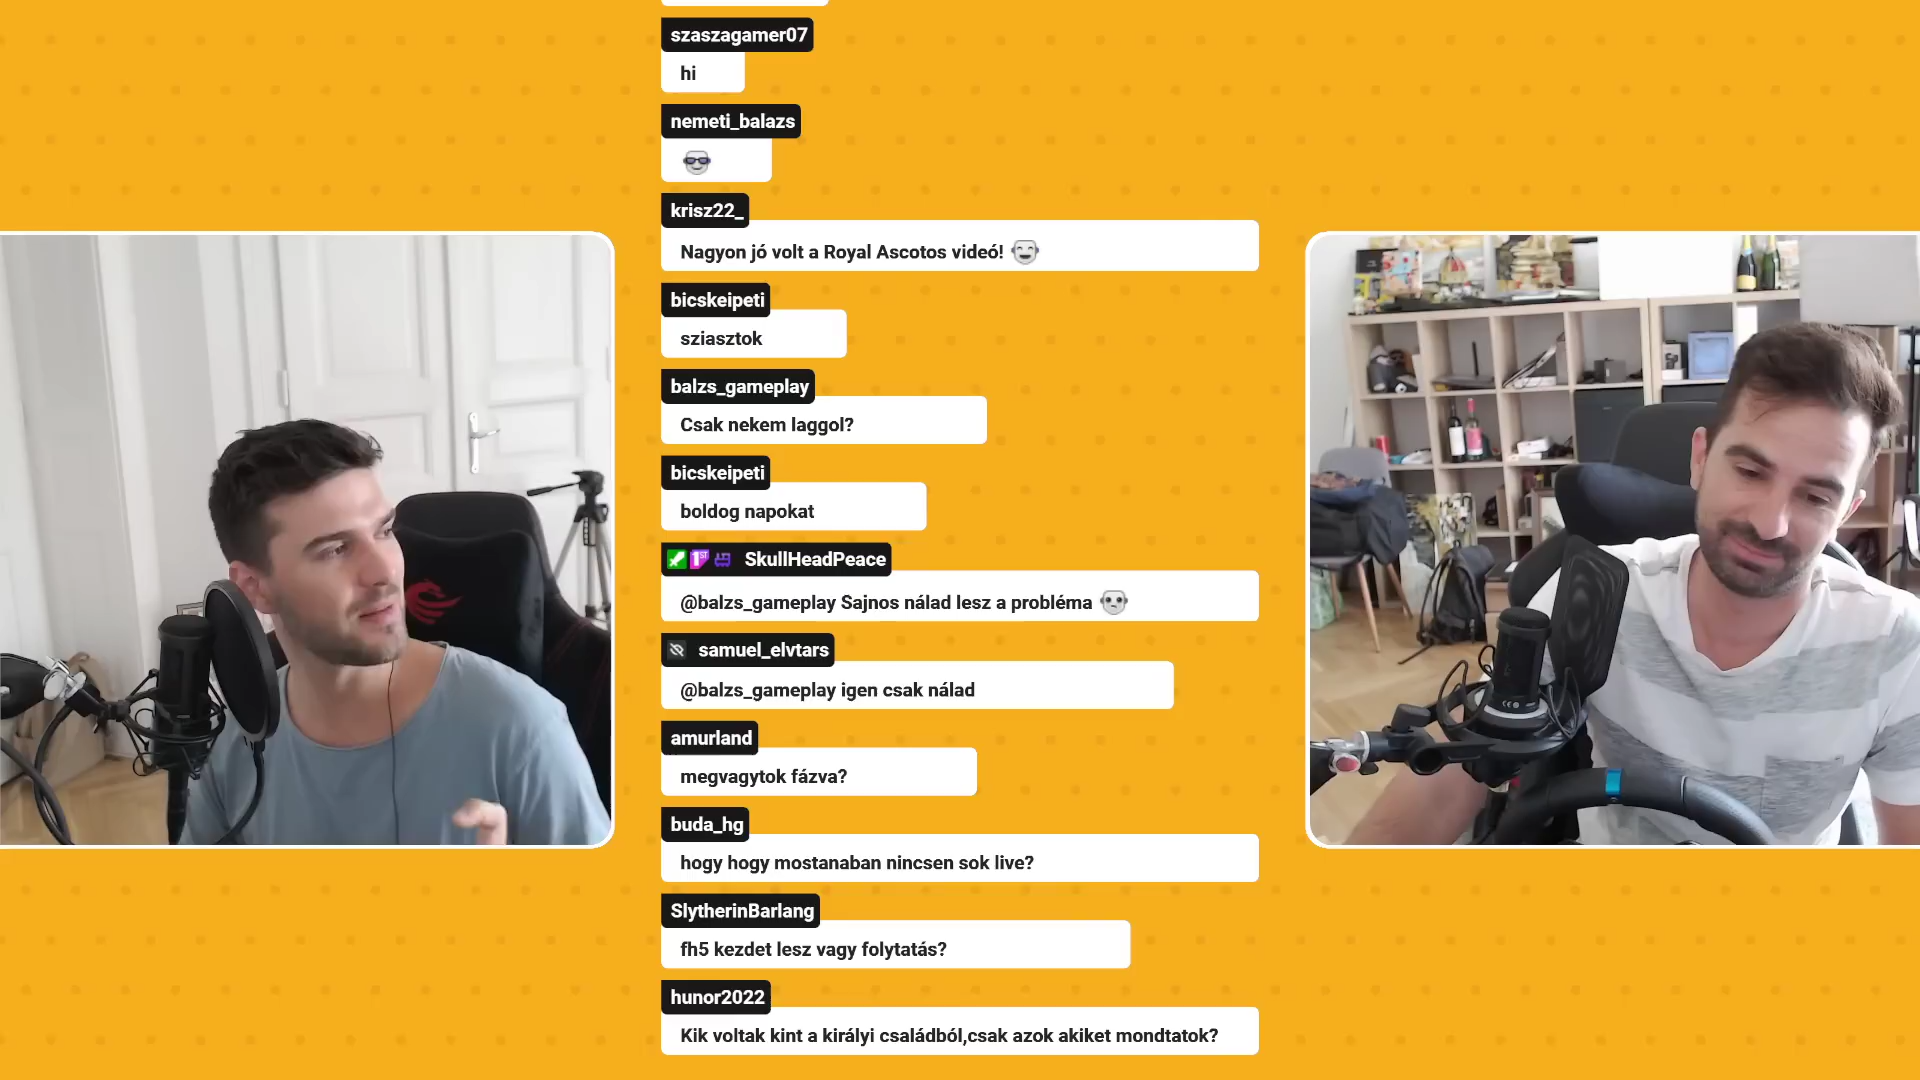 szaszagamer07
hi
nemeti_balazs
krisz22_
Nagyon jó volt a Royal Ascotos videó!
bicskeipeti
sziasztok
balzs_gameplay
Csak nekem laggol?
bicskeipeti
boldog napokat
1ST SkullHeadPeace
@balzs_gameplay Sajnos nálad lesz a probléma
samuel_elvtars
@balzs_gameplay igen csak nálad
amurland
megvagytok fázva?
buda_hg
hogy hogy mostanaban nincsen sok live?
SlytherinBarlang
fh5 kezdet lesz vagy folytatás?
hunor2022
Kik voltak kint a királyi családból,csak azok akiket mondtatok?